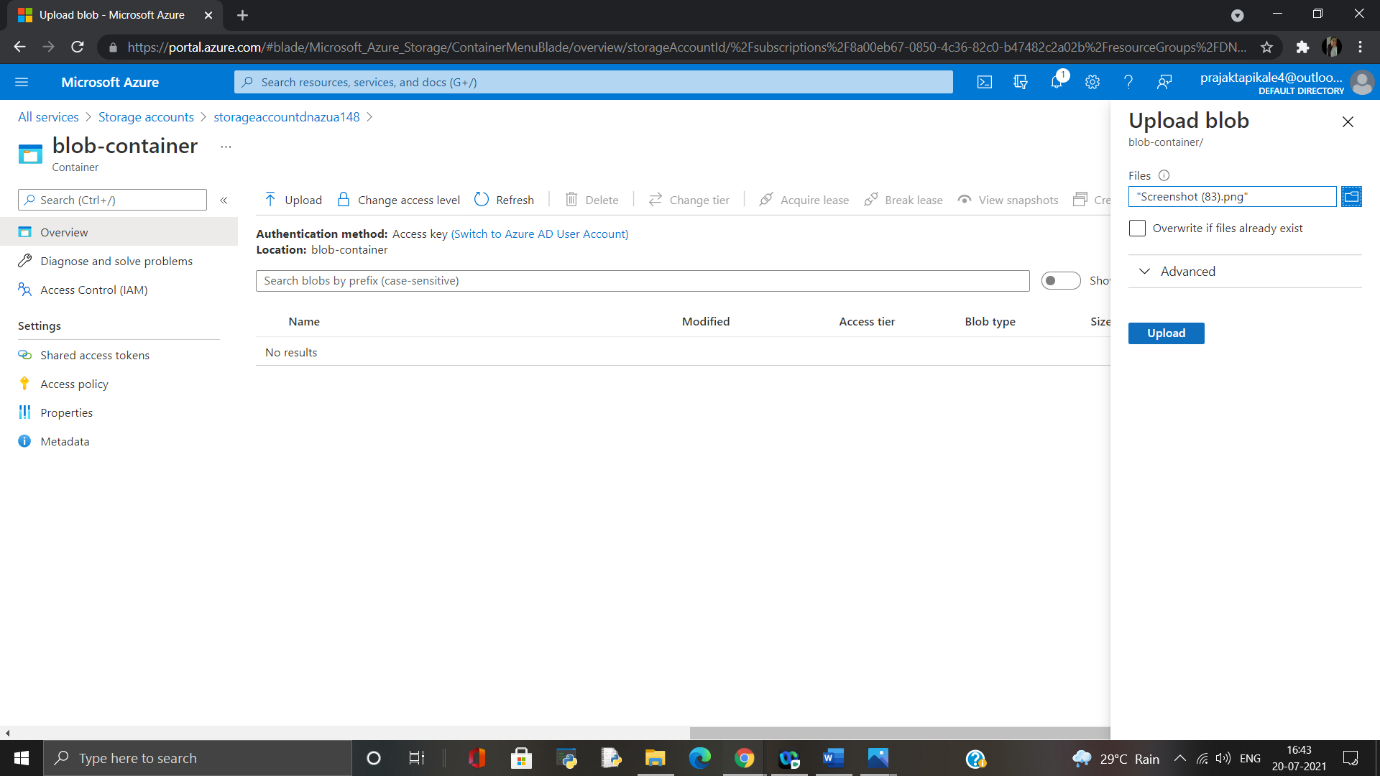 Upload blob - Microsoft Azure
https://portal.azure.com/#blade/Microsoft_Azure_Storage/ContainerMenuBlade/overview/storageAccountId/%2Fsubscriptions%2F8a00eb67-0850-4c36-82c0-b47482c2a02b%2FresourceGroups%2FDN...
Microsoft Azure
Search resources, services, and docs (G+/)
1
prajaktapikale4@outloo...
DEFAULT DIRECTORY
All services > Storage accounts > storageaccountdnazua148 >
blob-container ...
Container
Search (Ctrl+/) «
Overview
Diagnose and solve problems
Access Control (IAM)
Settings
Shared access tokens
Access policy
Properties
Metadata
Upload Change access level Refresh Delete Change tier Acquire lease Break lease View snapshots Cre
Authentication method: Access key (Switch to Azure AD User Account)
Location: blob-container
Search blobs by prefix (case-sensitive)
Sho
Name Modified Access tier Blob type Size
No results
Upload blob
blob-container/
Files
"Screenshot (83).png"
Overwrite if files already exist
Advanced
Upload
Type here to search
29°C Rain
ENG
16:43
20-07-2021